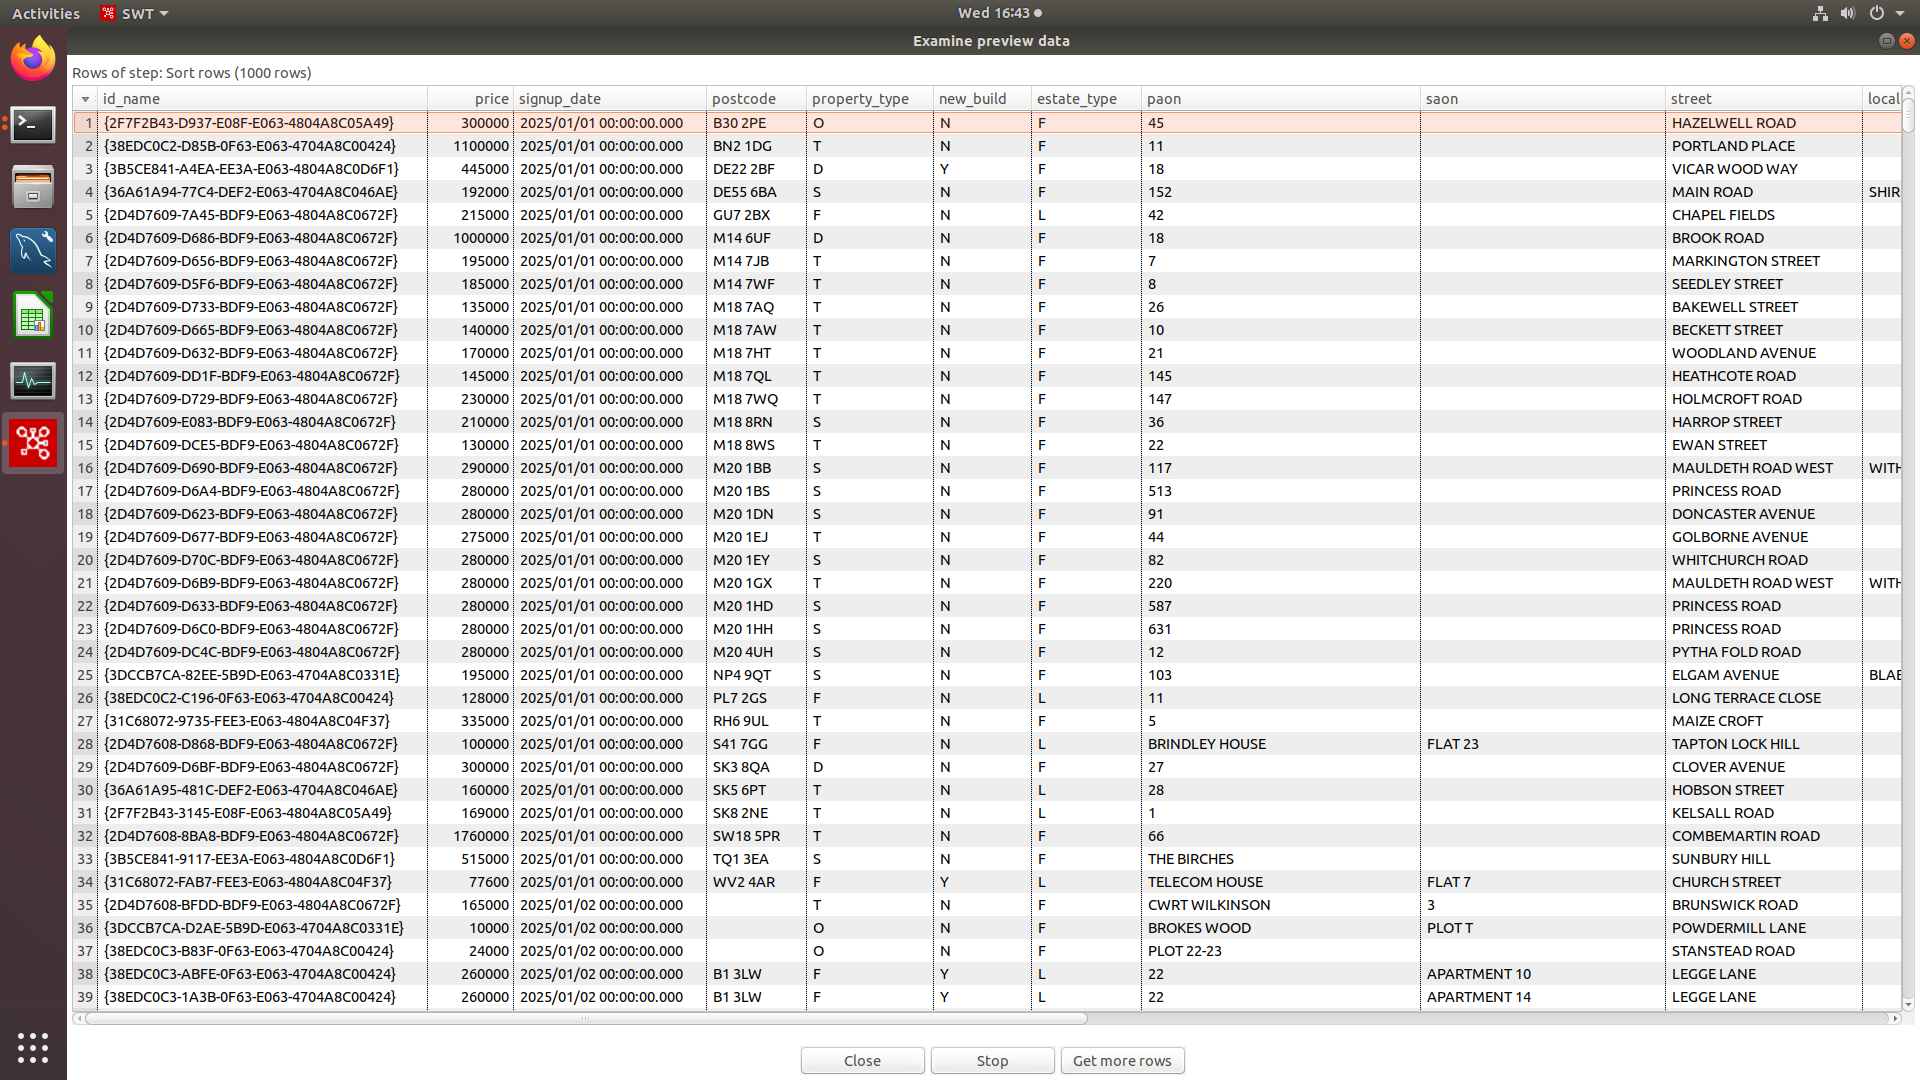 Activities SWT Wed 16:43
Examine preview data
Rows of step: Sort rows (1000 rows)
id_name price signup_date postcode property_type new_build estate_type paon saon street local
1 {2F7F2B43-D937-E08F-E063-4804A8C05A49} 300000 2025/01/01 00:00:00.000 B30 2PE O N F 45 HAZELWELL ROAD
2 {38EDC0C2-D85B-0F63-E063-4704A8C00424} 1100000 2025/01/01 00:00:00.000 BN2 1DG T N F 11 PORTLAND PLACE
3 {3B5CE841-A4EA-EE3A-E063-4804A8C0D6F1} 445000 2025/01/01 00:00:00.000 DE22 2BF D Y F 18 VICAR WOOD WAY
4 {36A61A94-77C4-DEF2-E063-4704A8C046AE} 192000 2025/01/01 00:00:00.000 DE55 6BA S N F 152 MAIN ROAD SHIR
5 {2D4D7609-7A45-BDF9-E063-4804A8C0672F} 215000 2025/01/01 00:00:00.000 GU7 2BX F N L 42 CHAPEL FIELDS
6 {2D4D7609-D686-BDF9-E063-4804A8C0672F} 1000000 2025/01/01 00:00:00.000 M14 6UF D N F 18 BROOK ROAD
7 {2D4D7609-D656-BDF9-E063-4804A8C0672F} 195000 2025/01/01 00:00:00.000 M14 7JB T N F 7 MARKINGTON STREET
8 {2D4D7609-D5F6-BDF9-E063-4804A8C0672F} 185000 2025/01/01 00:00:00.000 M14 7WF T N F 8 SEEDLEY STREET
9 {2D4D7609-D733-BDF9-E063-4804A8C0672F} 135000 2025/01/01 00:00:00.000 M18 7AQ T N F 26 BAKEWELL STREET
10 {2D4D7609-D665-BDF9-E063-4804A8C0672F} 140000 2025/01/01 00:00:00.000 M18 7AW T N F 10 BECKETT STREET
11 {2D4D7609-D632-BDF9-E063-4804A8C0672F} 170000 2025/01/01 00:00:00.000 M18 7HT T N F 21 WOODLAND AVENUE
12 {2D4D7609-DD1F-BDF9-E063-4804A8C0672F} 145000 2025/01/01 00:00:00.000 M18 7QL T N F 145 HEATHCOTE ROAD
13 {2D4D7609-D729-BDF9-E063-4804A8C0672F} 230000 2025/01/01 00:00:00.000 M18 7WQ T N F 147 HOLMCROFT ROAD
14 {2D4D7609-E083-BDF9-E063-4804A8C0672F} 210000 2025/01/01 00:00:00.000 M18 8RN S N F 36 HARROP STREET
15 {2D4D7609-DCE5-BDF9-E063-4804A8C0672F} 130000 2025/01/01 00:00:00.000 M18 8WS T N F 22 EWAN STREET
16 {2D4D7609-D690-BDF9-E063-4804A8C0672F} 290000 2025/01/01 00:00:00.000 M20 1BB S N F 117 MAULDETH ROAD WEST WITH
17 {2D4D7609-D6A4-BDF9-E063-4804A8C0672F} 280000 2025/01/01 00:00:00.000 M20 1BS S N F 513 PRINCESS ROAD
18 {2D4D7609-D623-BDF9-E063-4804A8C0672F} 280000 2025/01/01 00:00:00.000 M20 1DN S N F 91 DONCASTER AVENUE
19 {2D4D7609-D677-BDF9-E063-4804A8C0672F} 275000 2025/01/01 00:00:00.000 M20 1EJ T N F 44 GOLBORNE AVENUE
20 {2D4D7609-D70C-BDF9-E063-4804A8C0672F} 280000 2025/01/01 00:00:00.000 M20 1EY S N F 82 WHITCHURCH ROAD
21 {2D4D7609-D6B9-BDF9-E063-4804A8C0672F} 280000 2025/01/01 00:00:00.000 M20 1GX T N F 220 MAULDETH ROAD WEST WITH
22 {2D4D7609-D633-BDF9-E063-4804A8C0672F} 280000 2025/01/01 00:00:00.000 M20 1HD S N F 587 PRINCESS ROAD
23 {2D4D7609-D6C0-BDF9-E063-4804A8C0672F} 280000 2025/01/01 00:00:00.000 M20 1HH S N F 631 PRINCESS ROAD
24 {2D4D7609-DC4C-BDF9-E063-4804A8C0672F} 280000 2025/01/01 00:00:00.000 M20 4UH S N F 12 PYTHA FOLD ROAD
25 {3DCCB7CA-82EE-5B9D-E063-4704A8C0331E} 195000 2025/01/01 00:00:00.000 NP4 9QT S N F 103 ELGAM AVENUE BLAE
26 {38EDC0C2-C196-0F63-E063-4704A8C00424} 128000 2025/01/01 00:00:00.000 PL7 2GS F N L 11 LONG TERRACE CLOSE
27 {31C68072-9735-FEE3-E063-4804A8C04F37} 335000 2025/01/01 00:00:00.000 RH6 9UL T N F 5 MAIZE CROFT
28 {2D4D7608-D868-BDF9-E063-4804A8C0672F} 100000 2025/01/01 00:00:00.000 S41 7GG F N L BRINDLEY HOUSE FLAT 23 TAPTON LOCK HILL
29 {2D4D7609-D6BF-BDF9-E063-4804A8C0672F} 300000 2025/01/01 00:00:00.000 SK3 8QA D N F 27 CLOVER AVENUE
30 {36A61A95-481C-DEF2-E063-4704A8C046AE} 160000 2025/01/01 00:00:00.000 SK5 6PT T N L 28 HOBSON STREET
31 {2F7F2B43-3145-E08F-E063-4804A8C05A49} 169000 2025/01/01 00:00:00.000 SK8 2NE T N L 1 KELSALL ROAD
32 {2D4D7608-8BA8-BDF9-E063-4804A8C0672F} 1760000 2025/01/01 00:00:00.000 SW18 5PR T N F 66 COMBEMARTIN ROAD
33 {3B5CE841-9117-EE3A-E063-4804A8C0D6F1} 515000 2025/01/01 00:00:00.000 TQ1 3EA S N F THE BIRCHES SUNBURY HILL
34 {31C68072-FAB7-FEE3-E063-4804A8C04F37} 77600 2025/01/01 00:00:00.000 WV2 4AR F Y L TELECOM HOUSE FLAT 7 CHURCH STREET
35 {2D4D7608-BFDD-BDF9-E063-4804A8C0672F} 165000 2025/01/02 00:00:00.000 T N F CWRT WILKINSON 3 BRUNSWICK ROAD
36 {3DCCB7CA-D2AE-5B9D-E063-4704A8C0331E} 10000 2025/01/02 00:00:00.000 O N F BROKES WOOD PLOT T POWDERMILL LANE
37 {38EDC0C3-B83F-0F63-E063-4704A8C00424} 24000 2025/01/02 00:00:00.000 O N F PLOT 22-23 STANSTEAD ROAD
38 {38EDC0C3-ABFE-0F63-E063-4704A8C00424} 260000 2025/01/02 00:00:00.000 B1 3LW F Y L 22 APARTMENT 10 LEGGE LANE
39 {38EDC0C3-1A3B-0F63-E063-4704A8C00424} 260000 2025/01/02 00:00:00.000 B1 3LW F Y L 22 APARTMENT 14 LEGGE LANE
Close Stop Get more rows